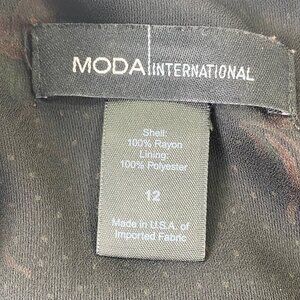 MODA INTERNATIONAL
Shell:
100% Rayon
Lining:
100% Polyester
12
Made in U.S.A. of
Imported Fabric